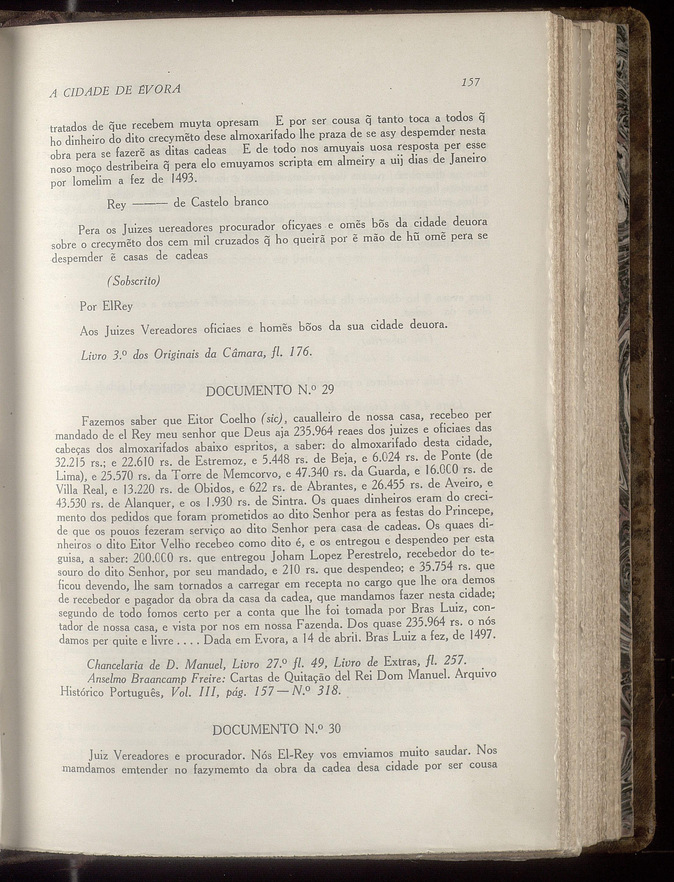 A CIDADE DE ÉVORA 157
tratados de q̃ue recebem muyta opresam E por ser cousa q̃ tanto toca a todos q̃
ho dinheiro do dito crecymẽto dese almoxarifado lhe praza de se asy despemder nesta
obra pera se fazerẽ as ditas cadeas E de todo nos amuyais uosa resposta per esse
noso moço destribeira q̃ pera elo emuyamos scripta em almeiry a uij dias de Janeiro
por lomelim a fez de 1493.
Rey —— de Castelo branco
Pera os Juizes uereadores procurador oficyaes e omẽs bõs da cidade deuora
sobre o crecymẽto dos cem mil cruzados q̃ ho queirã por ẽ mão de hũ omẽ pera se
despemder ẽ casas de cadeas
(Sobscrito)
Por ElRey
Aos Juizes Vereadores oficiaes e homẽs bõos da sua cidade deuora.
Livro 3.º dos Originais da Câmara, fl. 176.
DOCUMENTO N.º 29
Fazemos saber que Eitor Coelho (sic), caualleiro de nossa casa, recebeo per
mandado de el Rey meu senhor que Deus aja 235.964 reaes dos juizes e oficiaes das
cabeças dos almoxarifados abaixo espritos, a saber: do almoxarifado desta cidade,
32.215 rs.; e 22.610 rs. de Estremoz, e 5.448 rs. de Beja, e 6.024 rs. de Ponte (de
Lima), e 25.570 rs. da Torre de Memcorvo, e 47.340 rs. da Guarda, e 16.000 rs. de
Villa Real, e 13.220 rs. de Obidos, e 622 rs. de Abrantes, e 26.455 rs. de Aveiro, e
43.530 rs. de Alanquer, e os 1.930 rs. de Sintra. Os quaes dinheiros eram do creci-
mento dos pedidos que foram prometidos ao dito Senhor pera as festas do Princepe,
de que os pouos fezeram serviço ao dito Senhor pera casa de cadeas. Os quaes di-
nheiros o dito Eitor Velho recebeo como dito é, e os entregou e despendeo per esta
guisa, a saber: 200.000 rs. que entregou Joham Lopez Perestrelo, recebedor do te-
souro do dito Senhor, por seu mandado, e 210 rs. que despendeo; e 35.754 rs. que
ficou devendo, lhe sam tornados a carregar em recepta no cargo que lhe ora demos
de recebedor e pagador da obra da casa da cadea, que mandamos fazer nesta cidade;
segundo de todo fomos certo per a conta que lhe foi tomada por Bras Luiz, con-
tador de nossa casa, e vista por nos em nossa Fazenda. Dos quase 235.964 rs. o nós
damos per quite e livre . . . . Dada em Evora, a 14 de abril. Bras Luiz a fez, de 1497.
Chancelaria de D. Manuel, Livro 27.º fl. 49, Livro de Extras, fl. 257.
Anselmo Braancamp Freire: Cartas de Quitação del Rei Dom Manuel. Arquivo
Histórico Português, Vol. III, pág. 157 — N.º 318.
DOCUMENTO N.º 30
Juiz Vereadores e procurador. Nós El-Rey vos emviamos muito saudar. Nos
mamdamos emtender no fazymemto da obra da cadea desa cidade por ser cousa